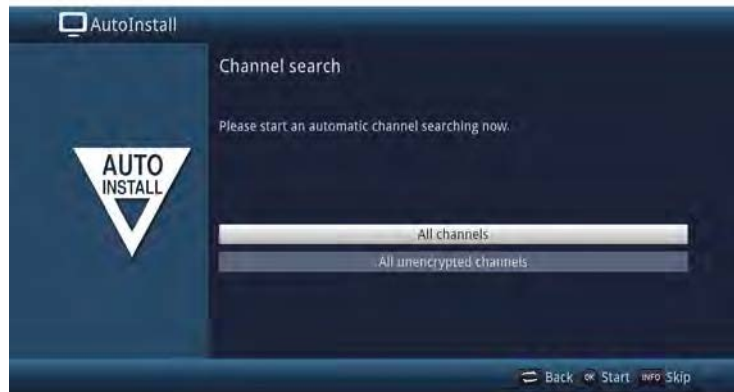 AutoInstall
Channel search
Please start an automatic channel searching now.
AUTO
INSTALL
All channels
All unencrypted channels
Back OK Start INFO Skip